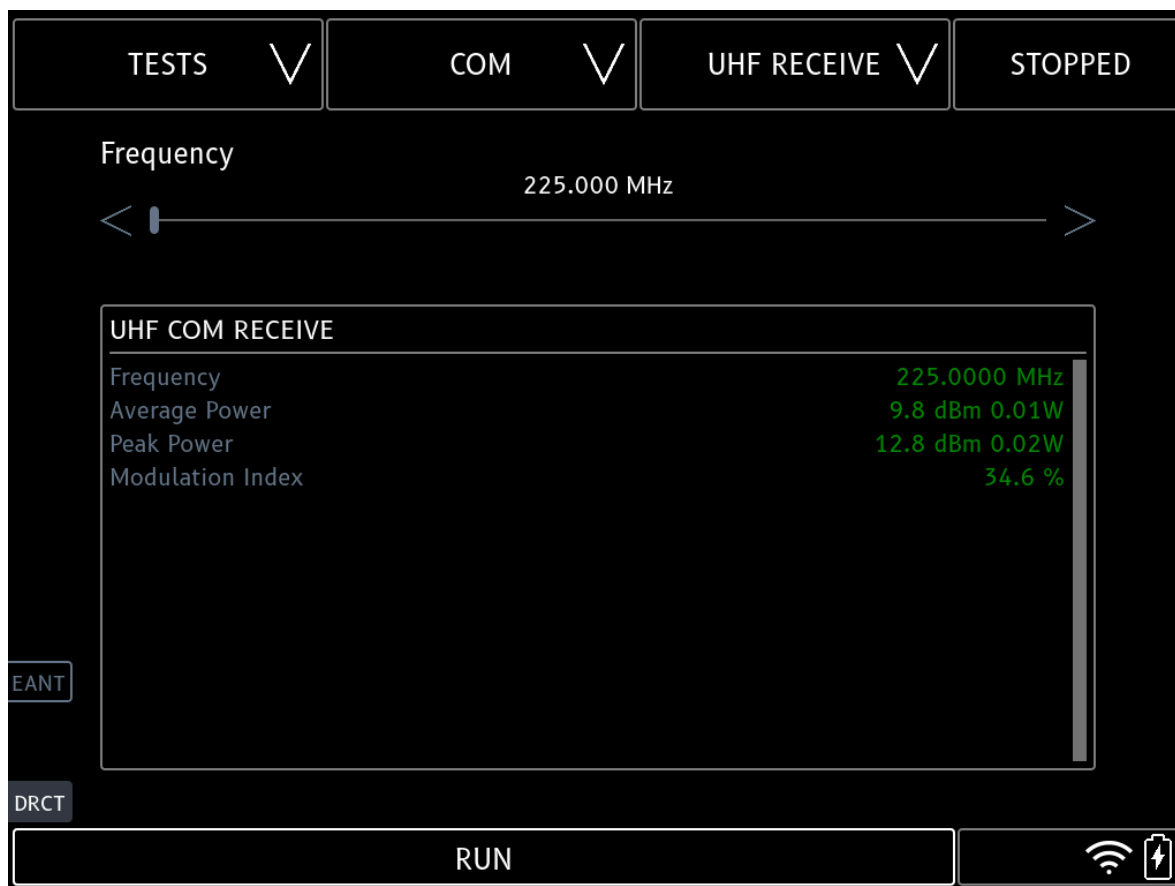 TESTS COM UHF RECEIVE STOPPED
Frequency
225.000 MHz
UHF COM RECEIVE
Frequency 225.0000 MHz
Average Power 9.8 dBm 0.01W
Peak Power 12.8 dBm 0.02W
Modulation Index 34.6 %
EANT
DRCT
RUN